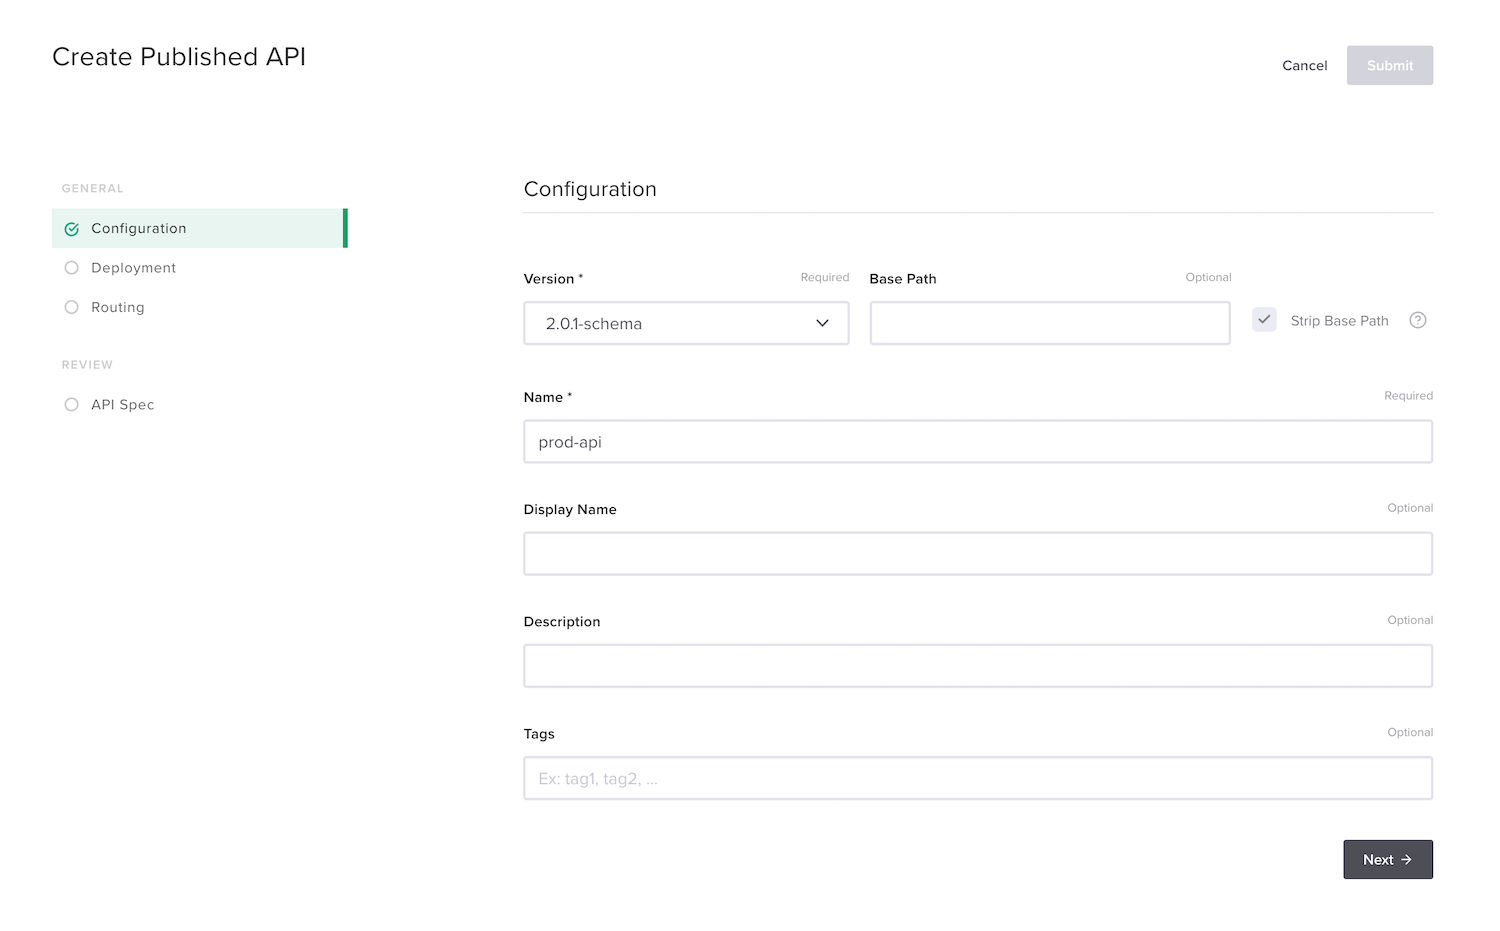 Create Published API
Cancel
Submit
GENERAL
Configuration
Deployment
Routing
REVIEW
API Spec
Configuration
Version *
Required
2.0.1-schema
Base Path
Optional
Strip Base Path
?
Name *
Required
prod-api
Display Name
Optional
Description
Optional
Tags
Optional
Ex: tag1, tag2, ...
Next →